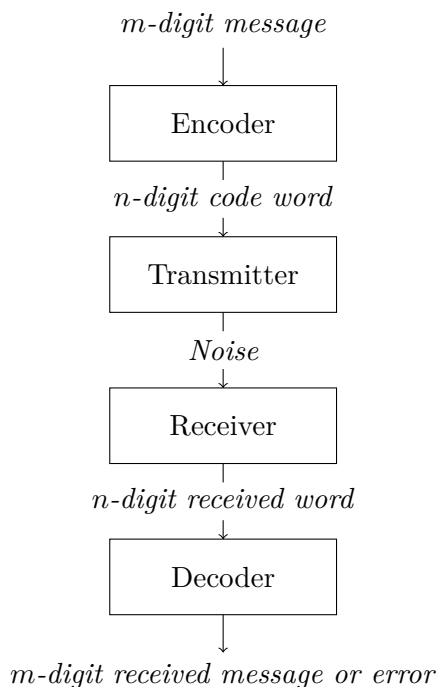 m-digit message
Encoder
n-digit code word
Transmitter
Noise
Receiver
n-digit received word
Decoder
m-digit received message or error